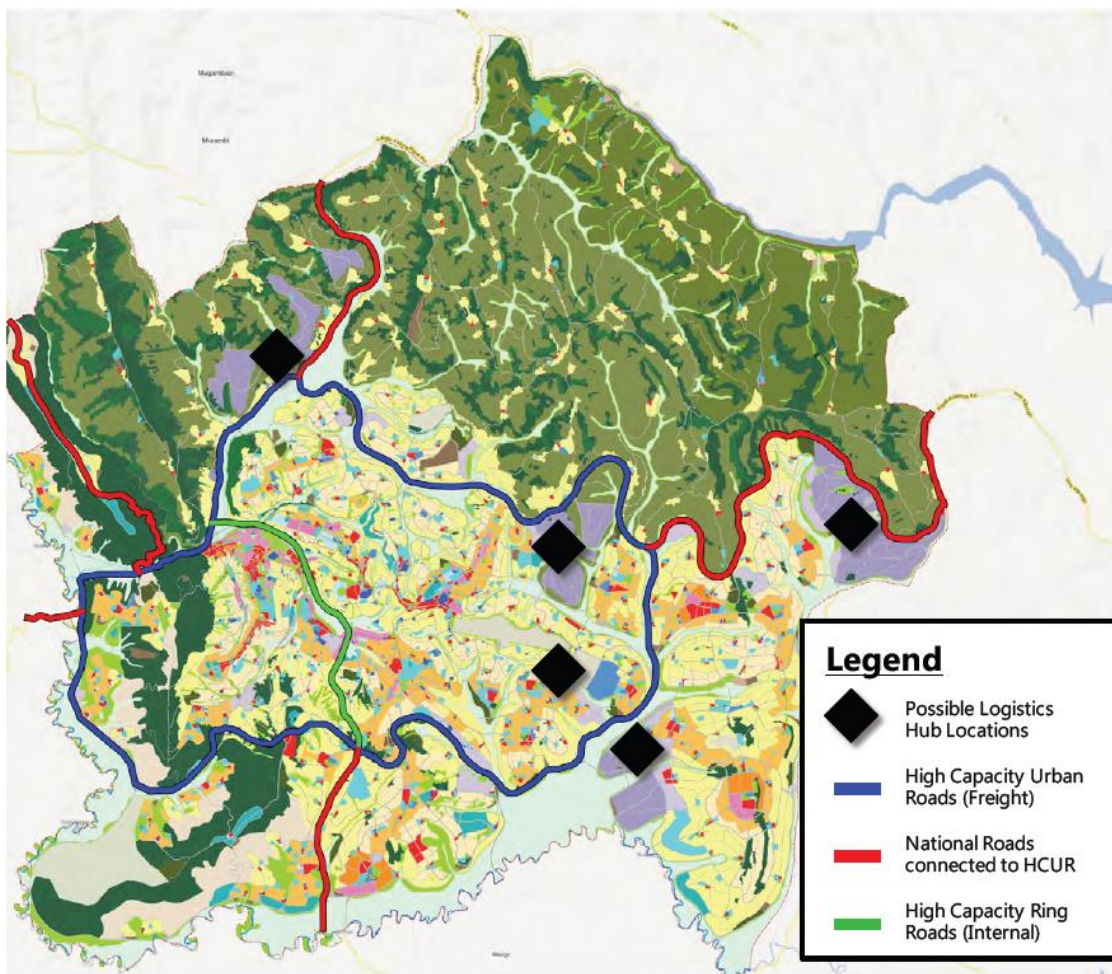 Murambi
Legend
Possible Logistics
Hub Locations
High Capacity Urban
Roads (Freight)
National Roads
connected to HCUR
High Capacity Ring
Roads (Internal)